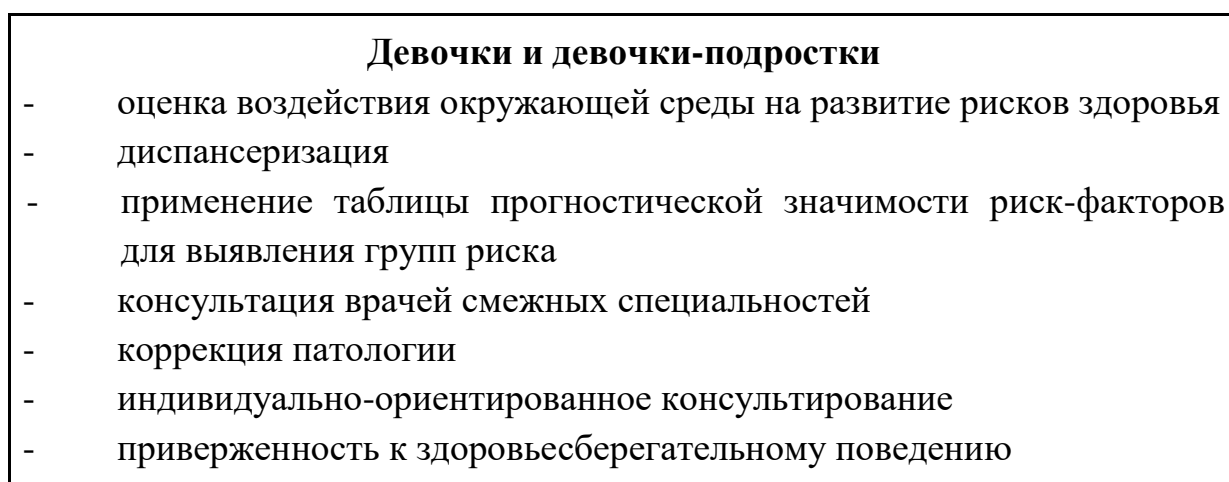 Девочки и девочки-подростки
- оценка воздействия окружающей среды на развитие рисков здоровья
- диспансеризация
- применение таблицы прогностической значимости риск-факторов
для выявления групп риска
- консультация врачей смежных специальностей
- коррекция патологии
- индивидуально-ориентированное консультирование
- приверженность к здоровьесберегательному поведению